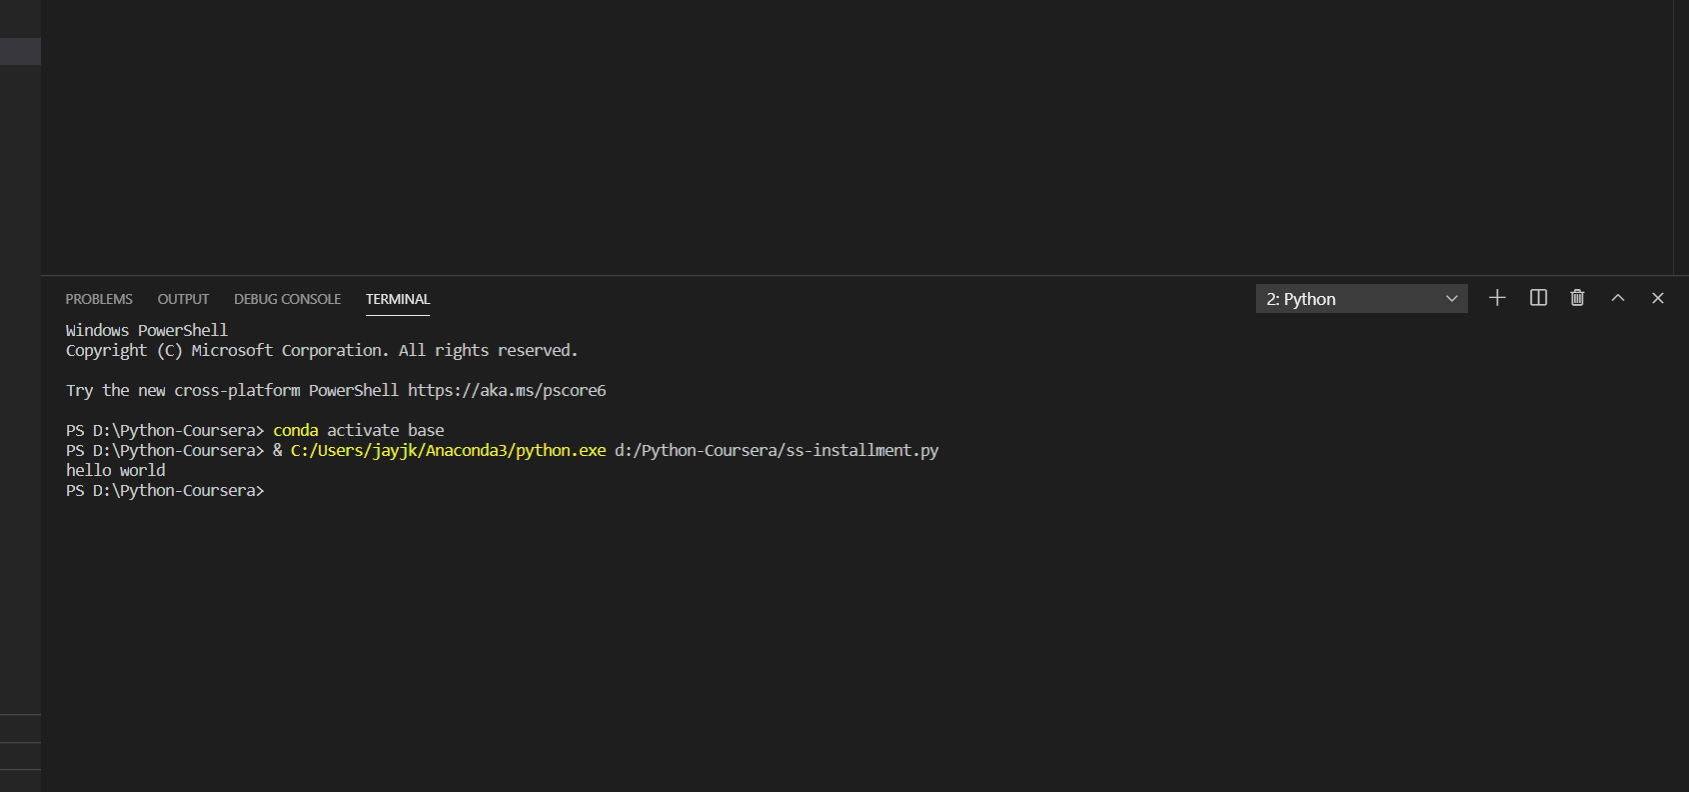 PROBLEMS OUTPUT DEBUG CONSOLE TERMINAL 2: Python
Windows PowerShell
Copyright (C) Microsoft Corporation. All rights reserved.
Try the new cross-platform PowerShell https://aka.ms/pscore6
PS D:\Python-Coursera> conda activate base
PS D:\Python-Coursera> & C:/Users/jayjk/Anaconda3/python.exe d:/Python-Coursera/ss-installment.py
hello world
PS D:\Python-Coursera>